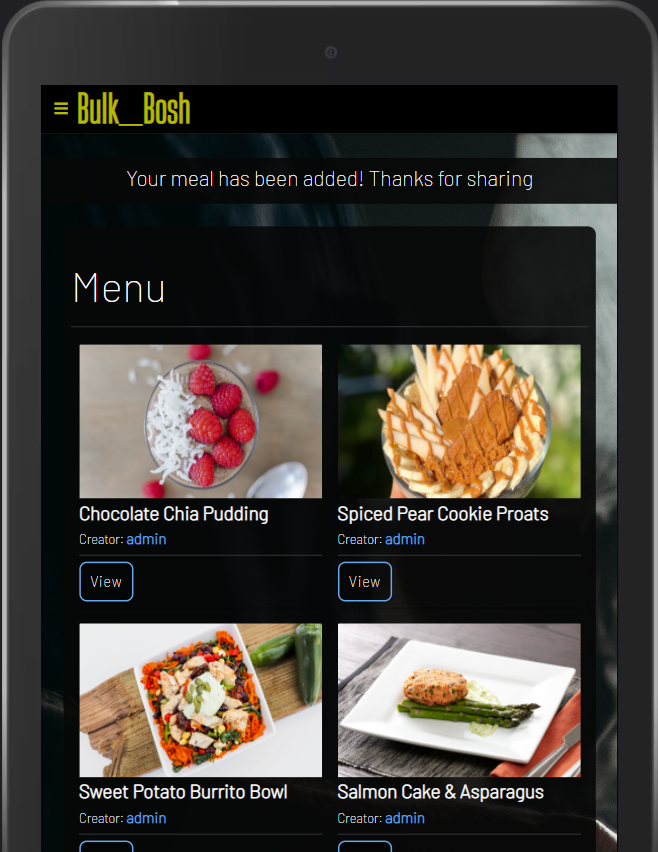 Bulk_Bosh
Your meal has been added! Thanks for sharing
Menu
Chocolate Chia Pudding
Creator: admin
View
Spiced Pear Cookie Proats
Creator: admin
View
Sweet Potato Burrito Bowl
Creator: admin
Salmon Cake & Asparagus
Creator: admin